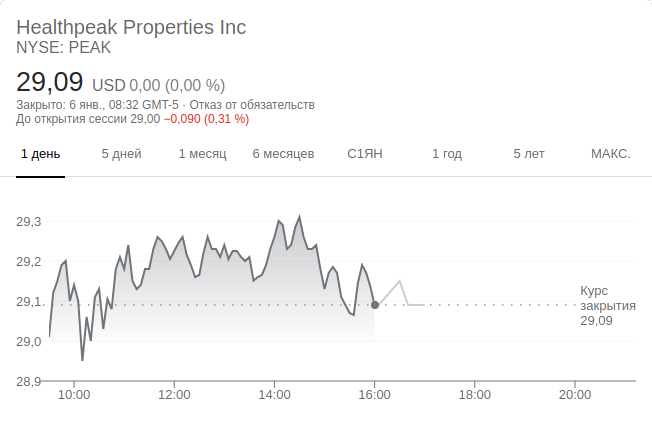 Healthpeak Properties Inc
NYSE: PEAK
29,09 USD 0,00 (0,00 %)
Закрыто: 6 янв., 08:32 GMT-5 · Отказ от обязательств
До открытия сессии 29,00 −0,090 (0,31 %)
1 день 5 дней 1 месяц 6 месяцев С1ЯН 1 год 5 лет МАКС.
29,3
29,2
29,1
29,0
28,9
Курс
закрытия
29,09
10:00 12:00 14:00 16:00 18:00 20:00